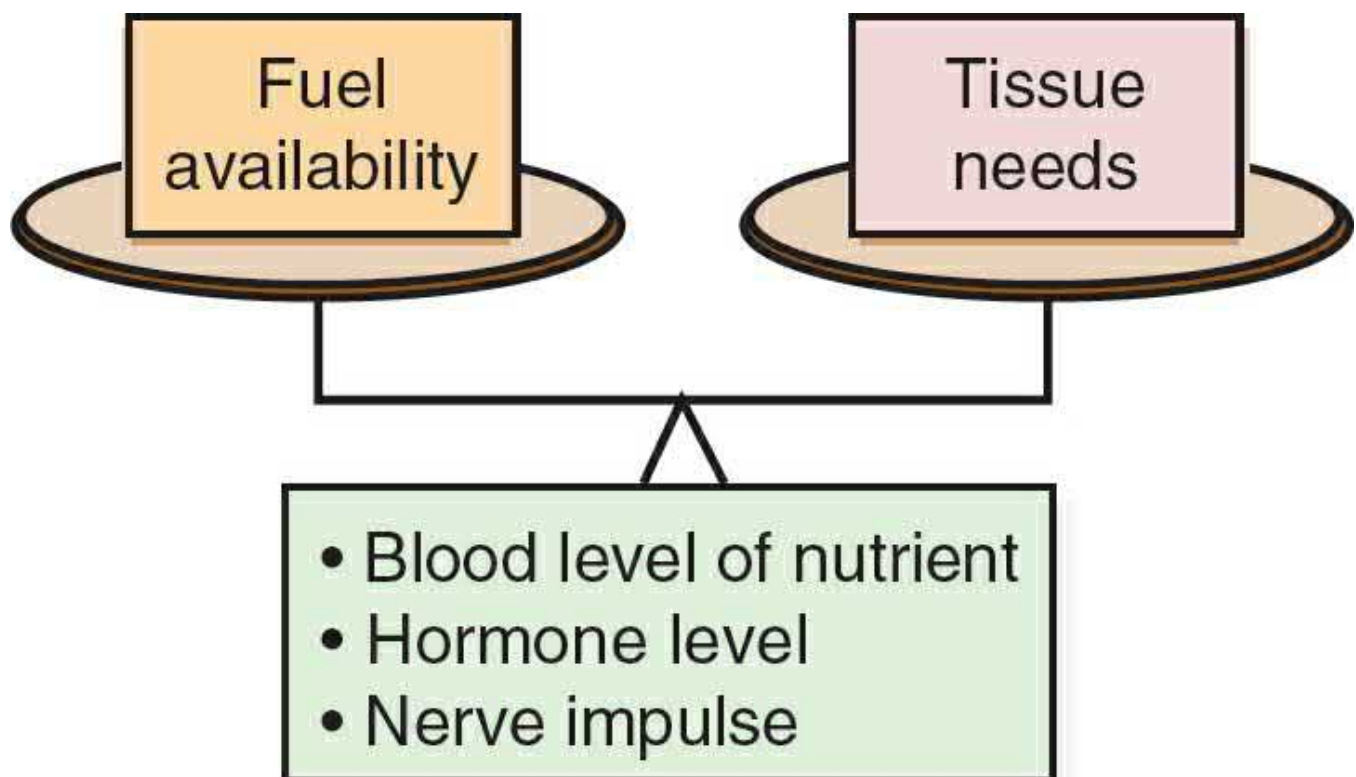 Fuel
availability
Tissue
needs
• Blood level of nutrient
• Hormone level
• Nerve impulse